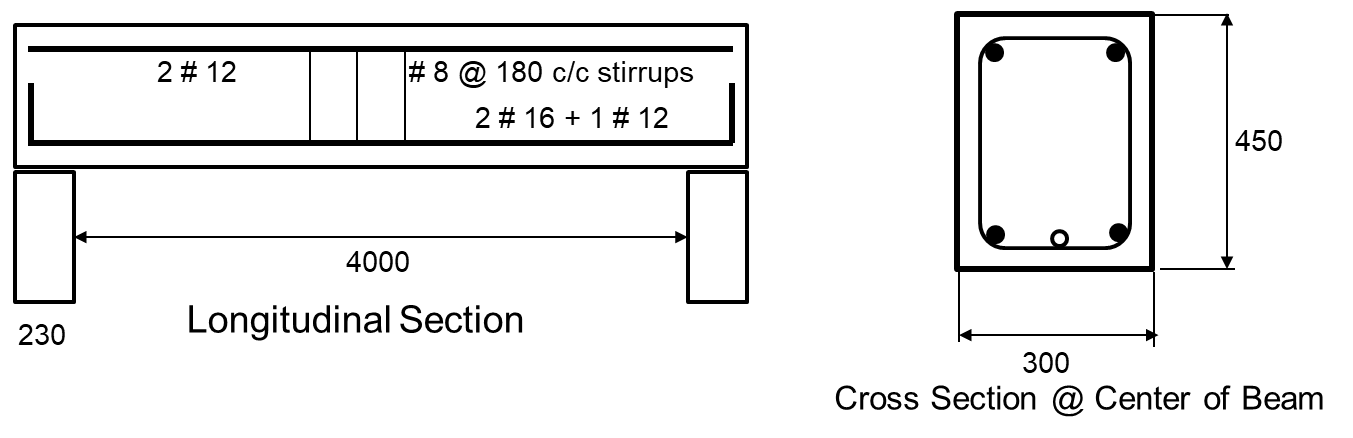 2 # 12
# 8 @ 180 c/c stirrups
2 # 16 + 1 # 12
4000
230
Longitudinal Section
450
300
Cross Section @ Center of Beam